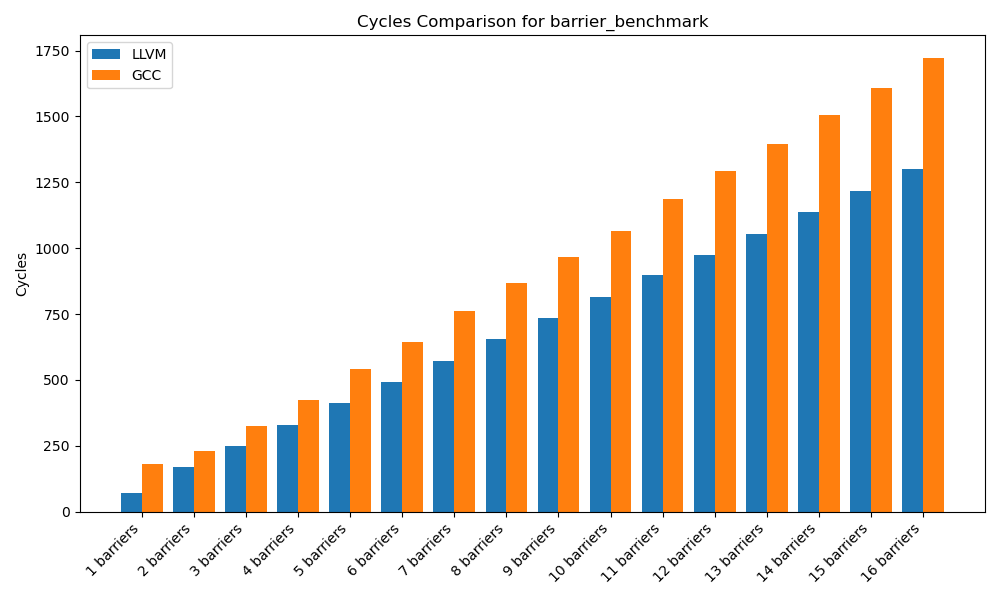 Cycles Comparison for barrier_benchmark
LLVM
GCC
Cycles
1750
1500
1250
1000
750
500
250
0
1 barriers
2 barriers
3 barriers
4 barriers
5 barriers
6 barriers
7 barriers
8 barriers
9 barriers
10 barriers
11 barriers
12 barriers
13 barriers
14 barriers
15 barriers
16 barriers